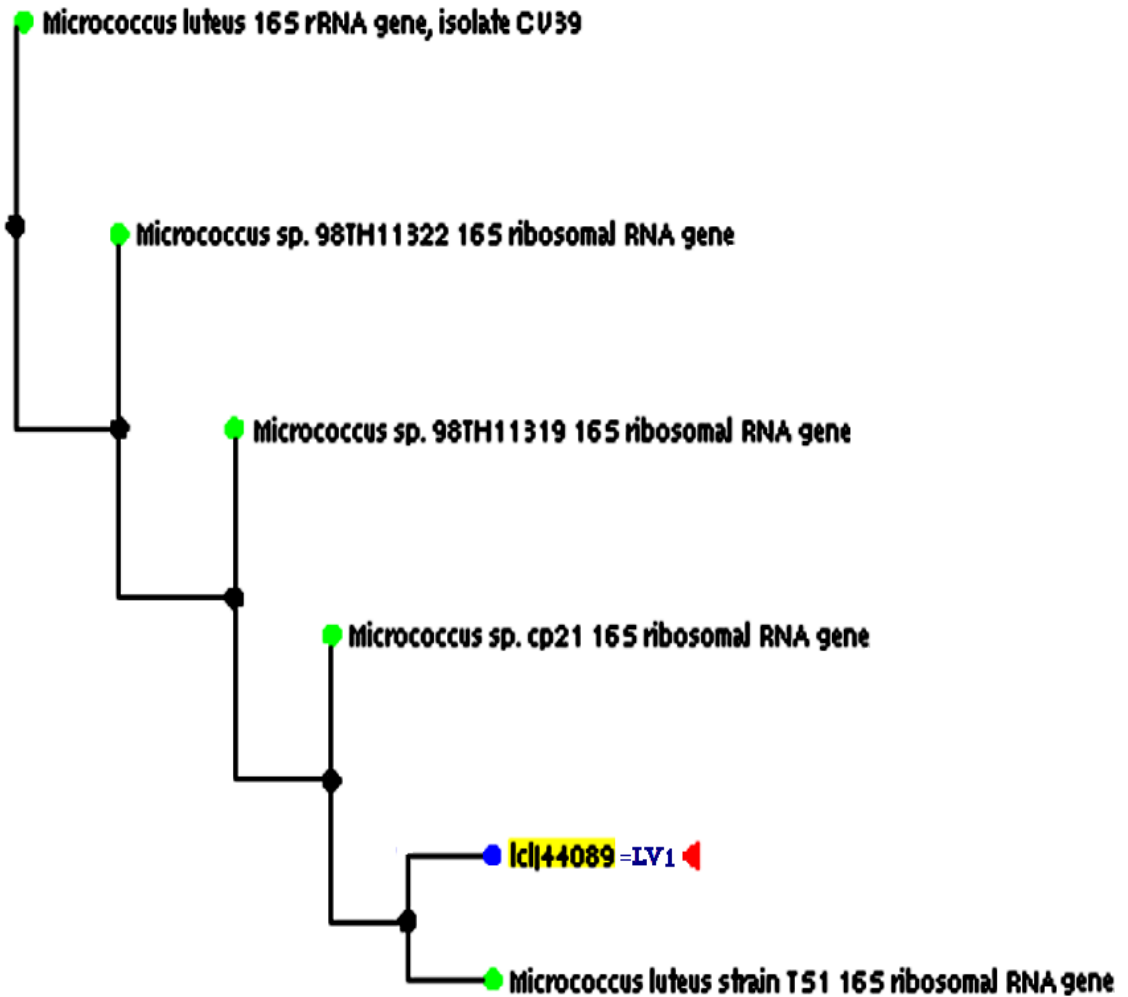 Micrococcus luteus 16S rRNA gene, isolate CV39
Micrococcus sp. 98TH11322 16S ribosomal RNA gene
Micrococcus sp. 98TH11319 16S ribosomal RNA gene
Micrococcus sp. cp21 16S ribosomal RNA gene
lcl|44089 =LV1
Micrococcus luteus strain TS1 16S ribosomal RNA gene